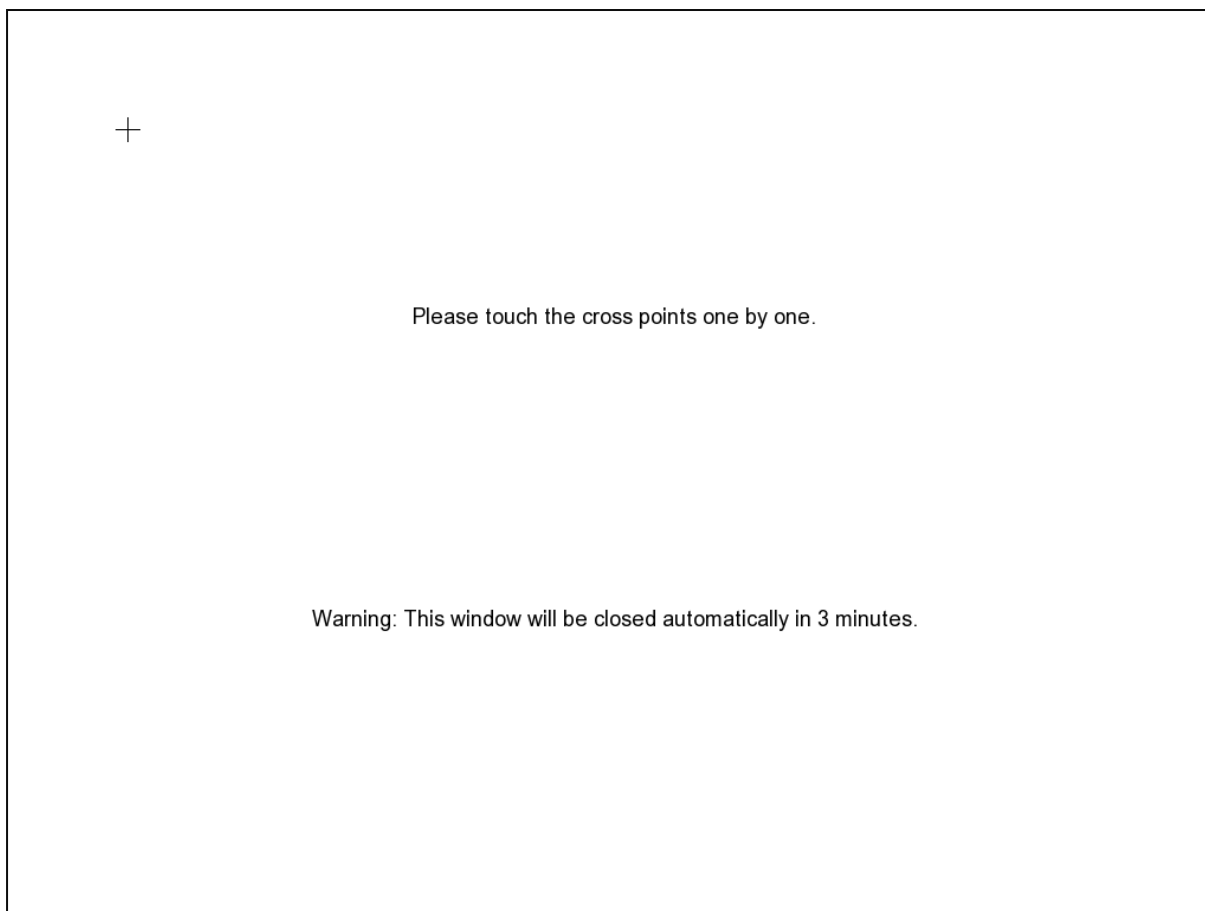 Please touch the cross points one by one.
Warning: This window will be closed automatically in 3 minutes.